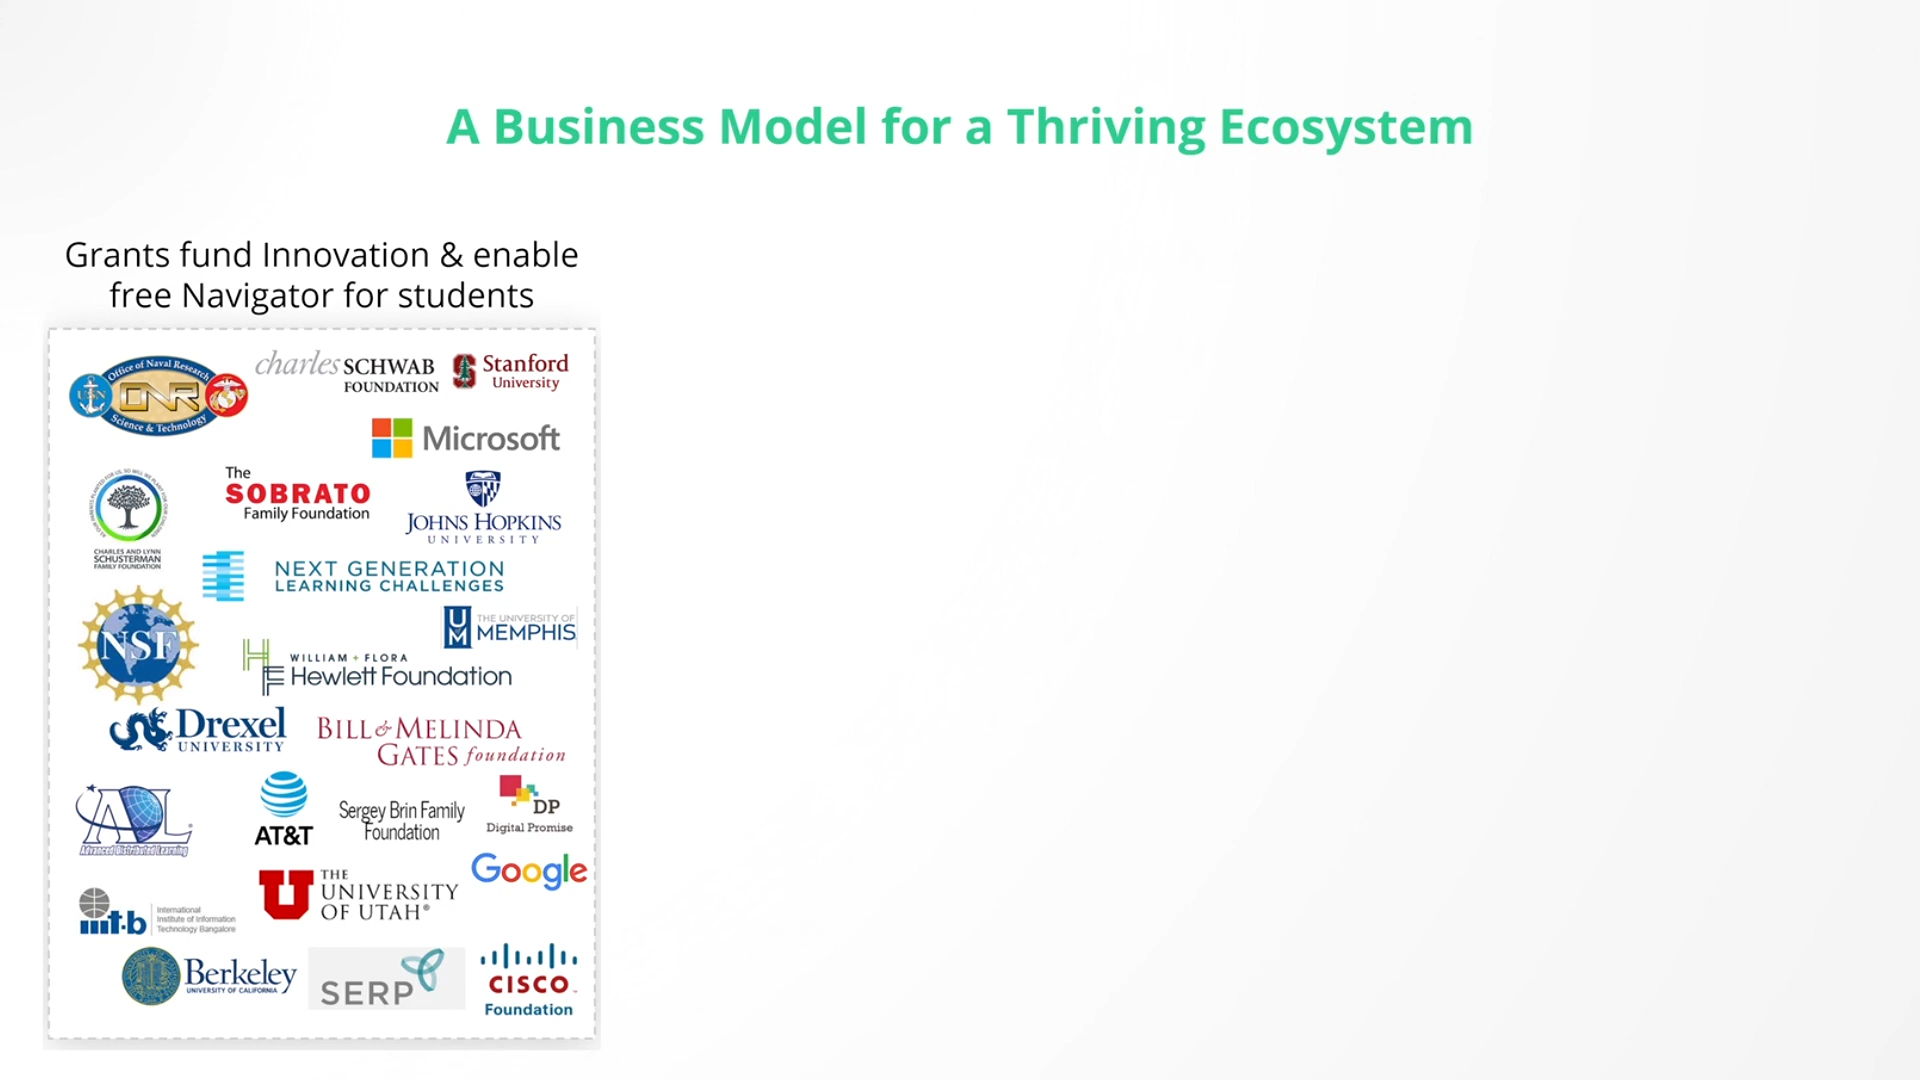 A Business Model for a Thriving Ecosystem
Grants fund Innovation & enable
free Navigator for students
Office of Naval Research
USN
ONR
Science & Technology
charles SCHWAB
FOUNDATION
Stanford
University
Microsoft
CHARLES AND LYNN
SCHUSTERMAN
FAMILY FOUNDATION
The
SOBRATO
Family Foundation
JOHNS HOPKINS
UNIVERSITY
NEXT GENERATION
LEARNING CHALLENGES
NSF
UM
THE UNIVERSITY OF
MEMPHIS
WILLIAM + FLORA
Hewlett Foundation
Drexel
UNIVERSITY
BILL & MELINDA
GATES foundation
ADL
Advanced Distributed Learning
AT&T
Sergey Brin Family
Foundation
DP
Digital Promise
Google
iiit-b
International
Institute of Information
Technology Bangalore
U
THE
UNIVERSITY
OF UTAH®
Berkeley
UNIVERSITY OF CALIFORNIA
SERP
CISCO
Foundation